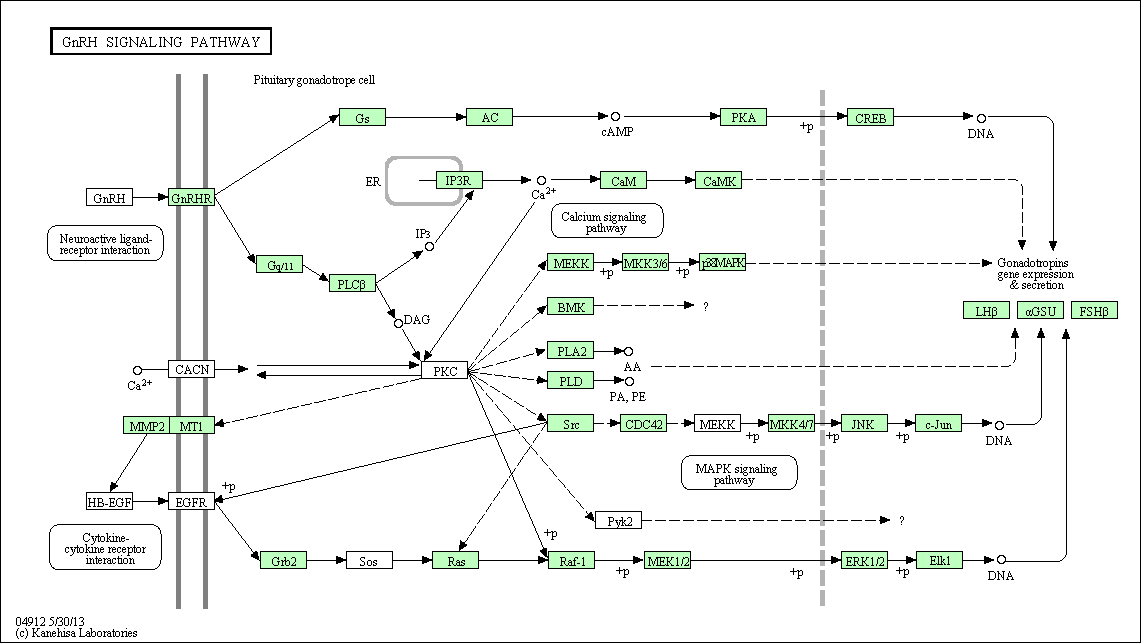 GnRH SIGNALING PATHWAY
Pituitary gonadotrope cell
Gs
AC
cAMP
PKA
+p
CREB
DNA
ER
IP3R
Ca2+
CaM
CaMK
GnRH
GnRHR
Neuroactive ligand-
receptor interaction
Calcium signaling
pathway
IP3
Gq/11
PLCβ
MEKK
+p
MKK3/6
+p
p38MAPK
Gonadotropins
gene expression
& secretion
DAG
BMK
?
LHβ
αGSU
FSHβ
PLA2
AA
Ca2+
CACN
PKC
PLD
PA, PE
MMP2
MT1
Src
CDC42
MEKK
+p
MKK4/7
+p
JNK
+p
c-Jun
DNA
MAPK signaling
pathway
HB-EGF
EGFR
+p
Pyk2
?
Cytokine-
cytokine receptor
interaction
Grb2
Sos
Ras
+p
Raf-1
+p
MEK1/2
+p
ERK1/2
+p
Elk1
DNA
04912 5/30/13
(c) Kanehisa Laboratories